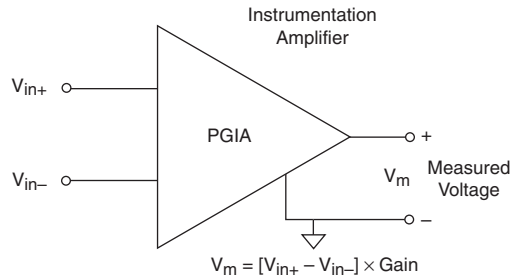 Instrumentation
Amplifier
Vin+
PGIA
+
Vm
Measured
Voltage
Vin–
–
Vm = [Vin+ – Vin–] × Gain